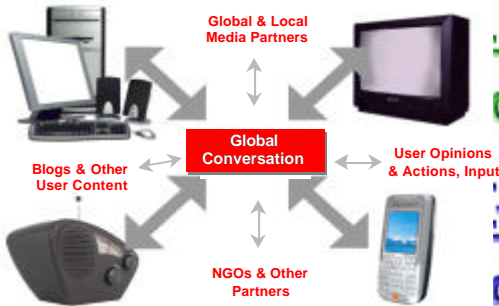 Global & Local
Media Partners
Global
Conversation
Blogs & Other
User Content
User Opinions
& Actions, Input
NGOs & Other
Partners